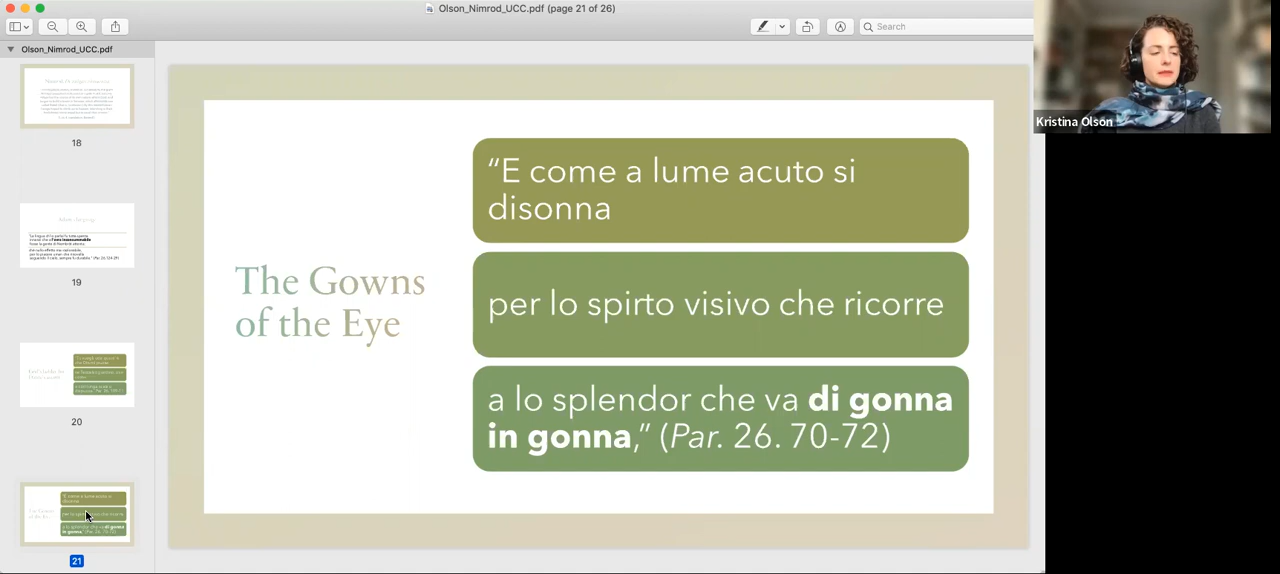 Olson_Nimrod_UCC.pdf (page 21 of 26)
Search
Olson_Nimrod_UCC.pdf
18
19
20
21
The Gowns
of the Eye
“E come a lume acuto si
disonna
per lo spirto visivo che ricorre
a lo splendor che va di gonna
in gonna,” (Par. 26. 70-72)
Kristina Olson